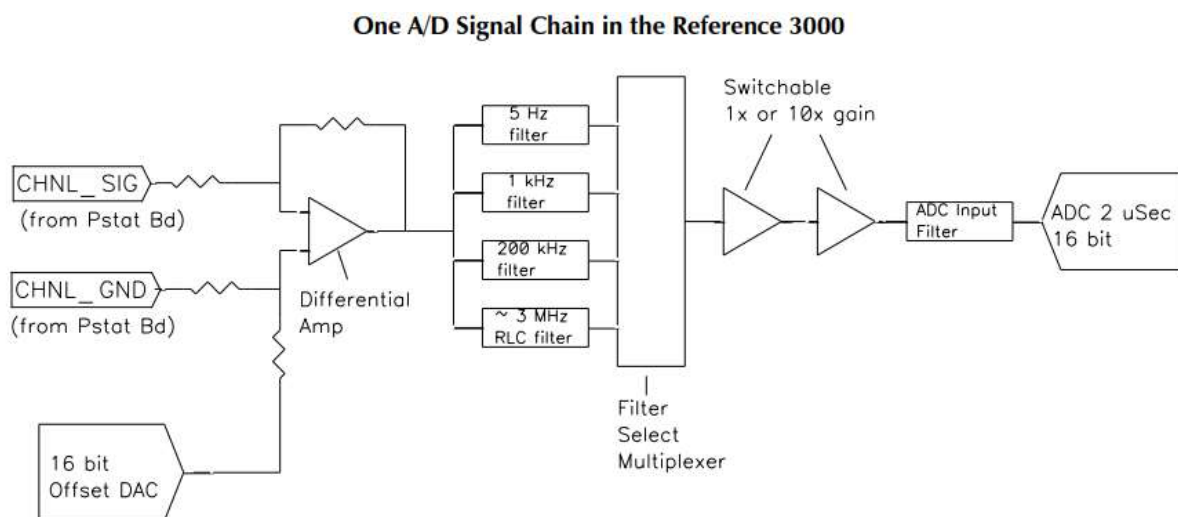 One A/D Signal Chain in the Reference 3000
Switchable
1x or 10x gain
5 Hz
filter
CHNL_SIG
(from Pstat Bd)
1 kHz
filter
ADC Input
Filter
ADC 2 uSec
16 bit
200 kHz
filter
CHNL_GND
(from Pstat Bd)
Differential
Amp
~ 3 MHz
RLC filter
Filter
Select
Multiplexer
16 bit
Offset DAC